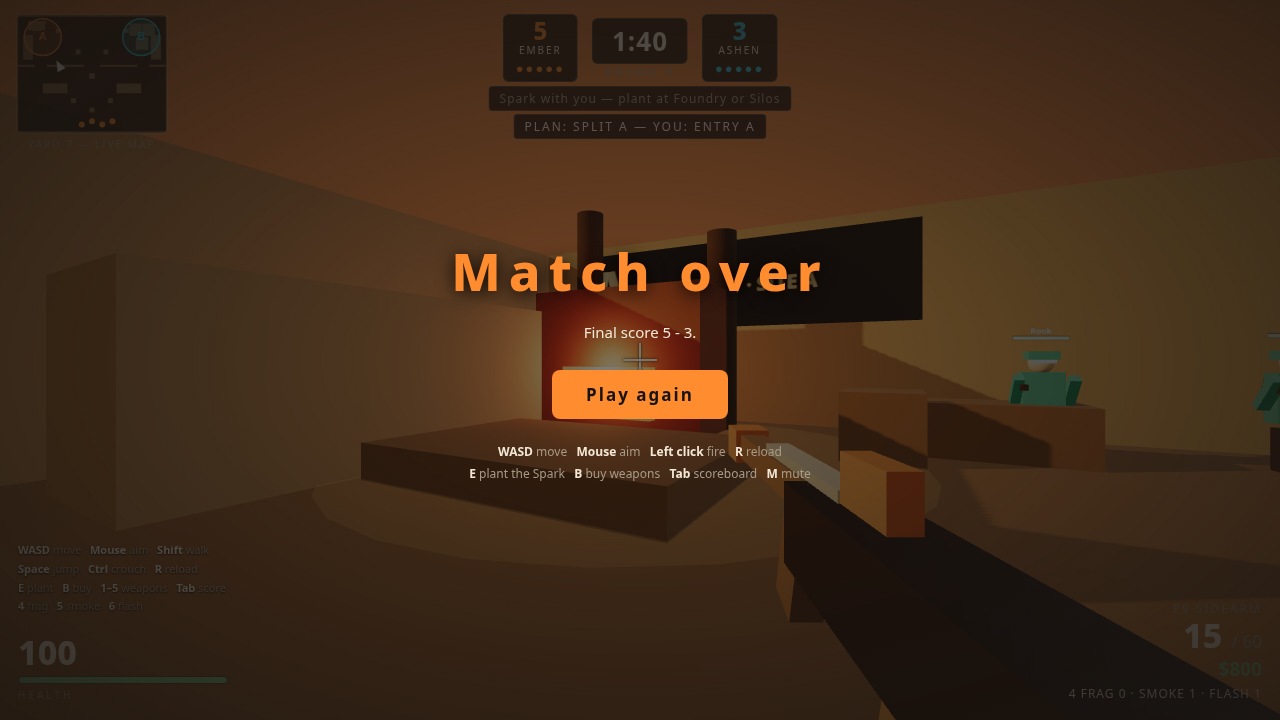 A
B
5
EMBER
1:40
3
ASHEN
Spark with you — plant at Foundry or Silos
PLAN: SPLIT A — YOU: ENTRY A
Match over
Final score 5 - 3.
Rook
Play again
WASD move Mouse aim Left click fire R reload
E plant the Spark B buy weapons Tab scoreboard M mute
WASD move Mouse aim Shift walk
Space jump Ctrl crouch R reload
E plant B buy 1–5 weapons Tab score
4 frag 5 smoke 6 flash
100
HEALTH
15 / 60
$800
4 FRAG 0 · SMOKE 1 · FLASH 1